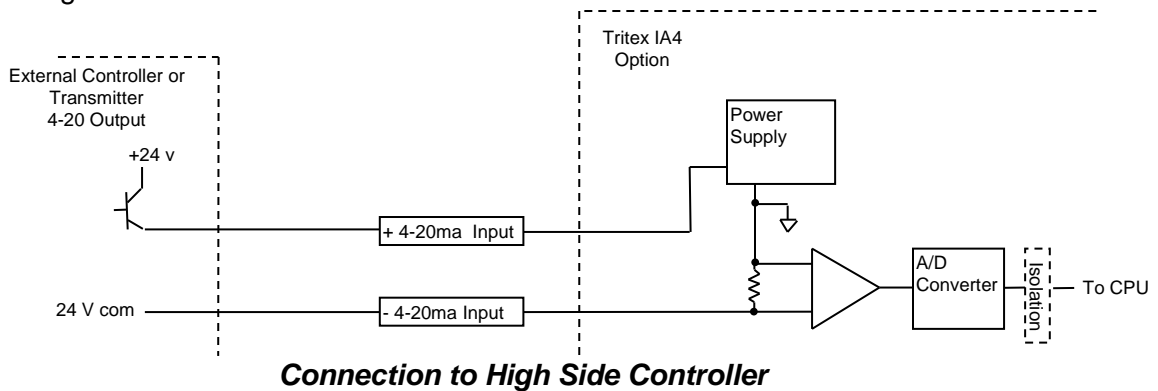 Tritex IA4
Option
External Controller or
Transmitter
4-20 Output
+24 v
Power
Supply
+ 4-20ma Input
A/D
Converter
Isolation
To CPU
24 V com
- 4-20ma Input
Connection to High Side Controller